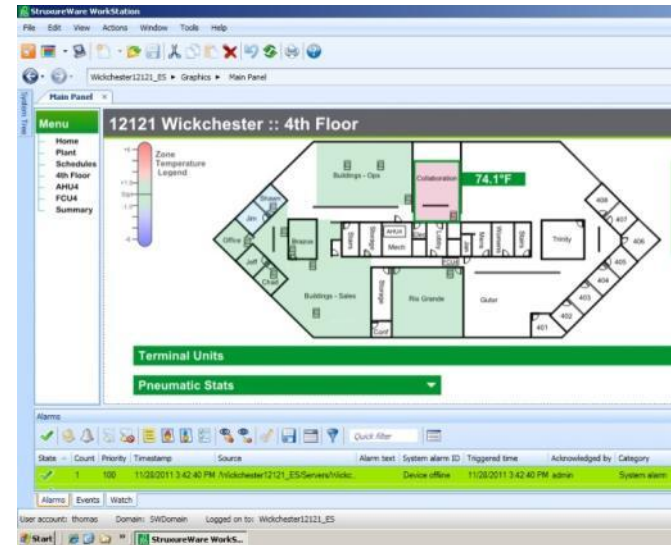 StruxureWare WorkStation
File Edit View Actions Window Tools Help
Wickchester12121_ES ▸ Graphics ▸ Main Panel
System Tree
Main Panel ×
Menu
Home
Plant
Schedules
4th Floor
AHU4
FCU4
Summary
12121 Wickchester :: 4th Floor
Zone
Temperature
Legend
Buildings - Ops
Collaboration
74.1°F
Shawn
Jim
Office
Jeff
Chad
Brazos
Stairs
Storage
AHU4
Mech
Elec
Lobby
FCU4
Jan
Mens
Womens
Stairs
Trinity
408
407
406
405
404
403
402
401
Buildings - Sales
Storage
Conf
Rio Grande
Guter
Terminal Units
Pneumatic Stats
Alarms
Quick filter
State Count Priority Timestamp Source Alarm text System alarm ID Triggered time Acknowledged by Category
1 100 11/28/2011 3:42:40 PM Device offline 11/28/2011 3:42:40 PM admin System alarm
Alarms Events Watch
User account: thomas Domain: SWDomain Logged on to: Wickchester12121_ES
Start StruxureWare WorkS...